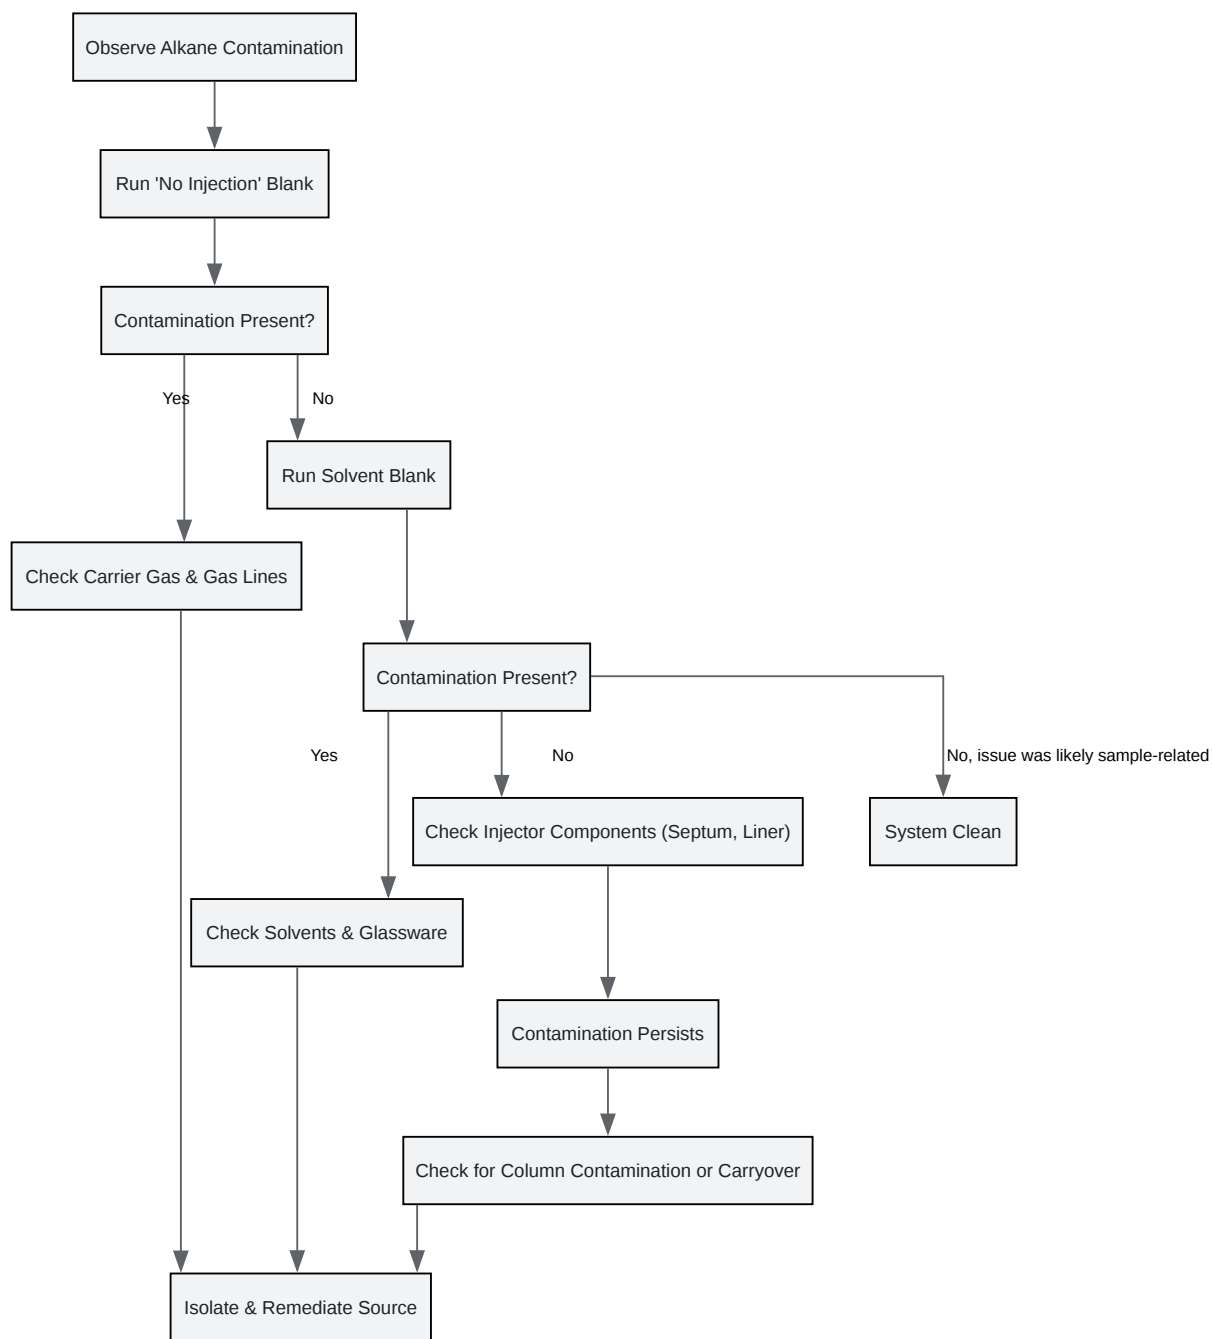 Observe Alkane Contamination
Run 'No Injection' Blank
Contamination Present?
Yes
No
Run Solvent Blank
Check Carrier Gas & Gas Lines
Contamination Present?
Yes
No
No, issue was likely sample-related
Check Injector Components (Septum, Liner)
System Clean
Check Solvents & Glassware
Contamination Persists
Check for Column Contamination or Carryover
Isolate & Remediate Source